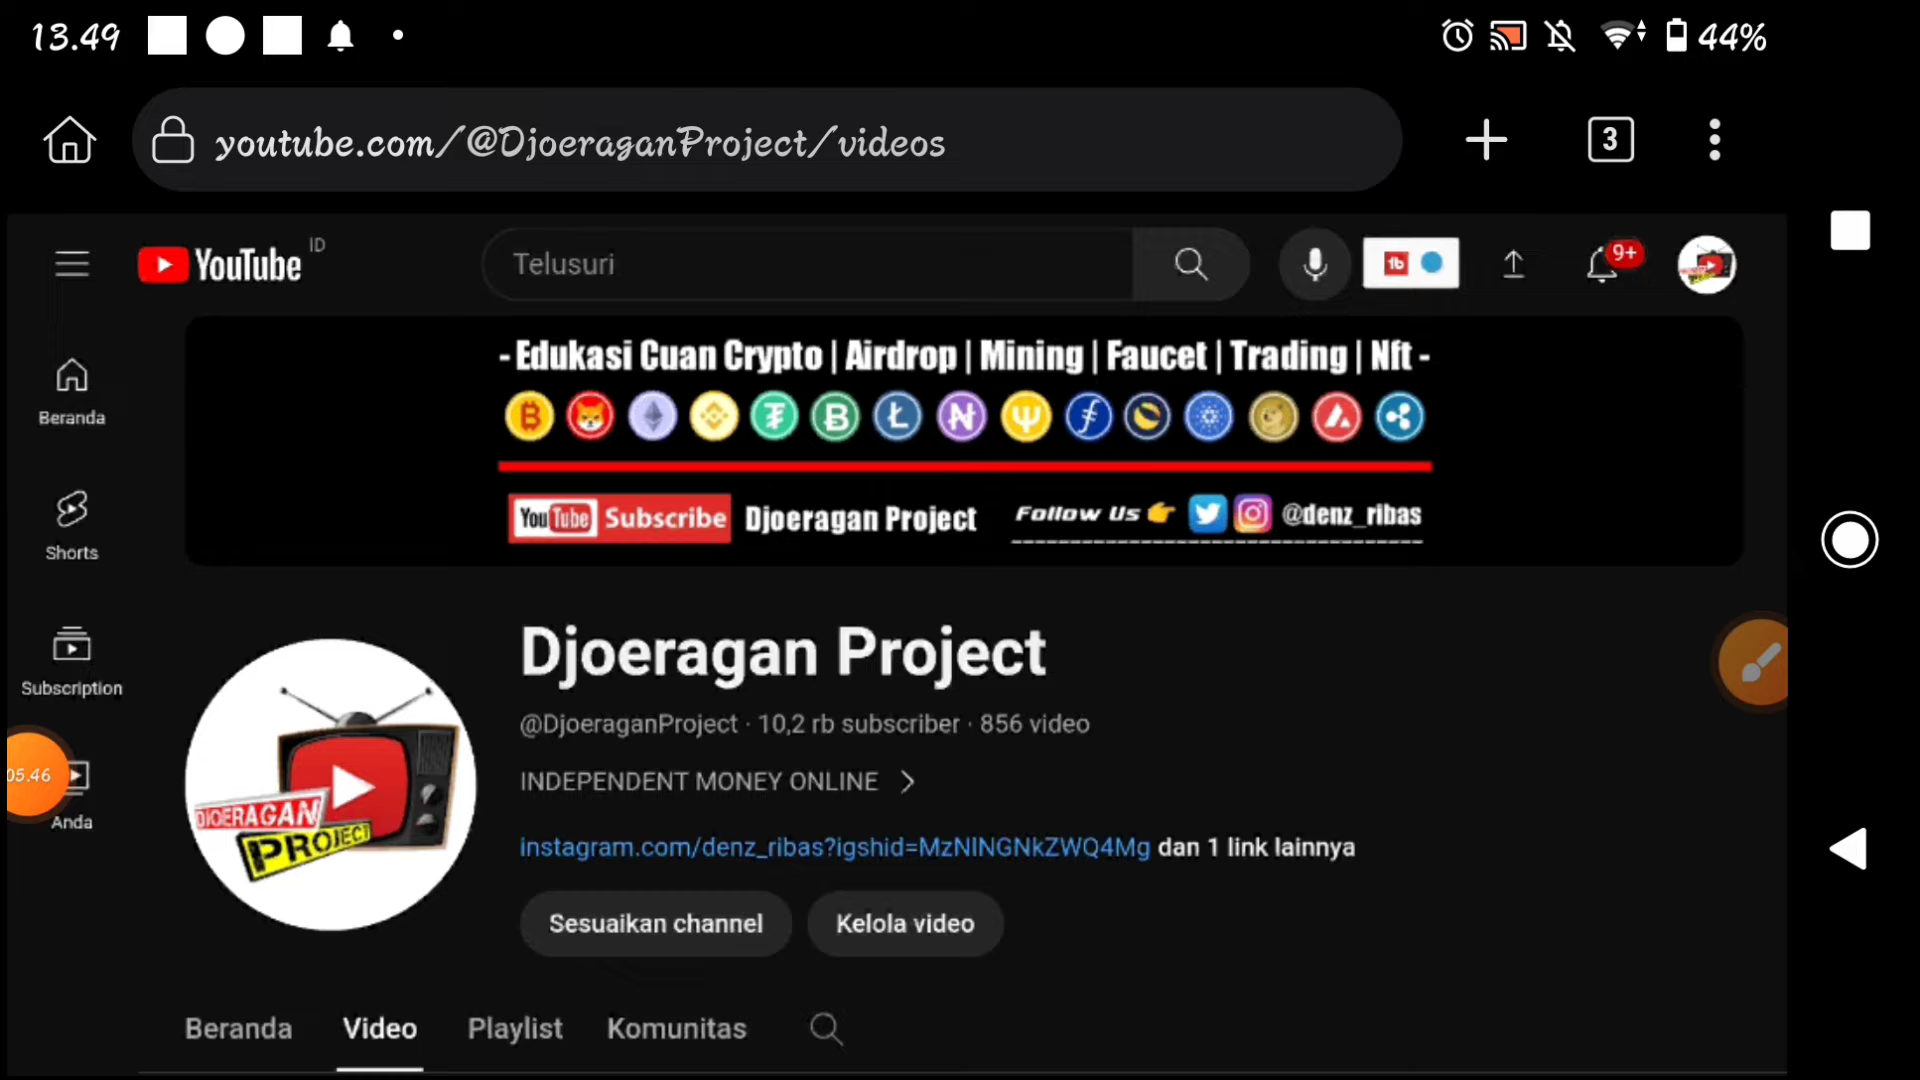 13.49
44%
youtube.com/@DjoeraganProject/videos
3
YouTube ID
Telusuri
1b
9+
- Edukasi Cuan Crypto | Airdrop | Mining | Faucet | Trading | Nft -
YouTube Subscribe Djoeragan Project Follow Us @denz_ribas
Beranda
Shorts
Subscription
05.46
Anda
DJOERAGAN
PROJECT
Djoeragan Project
@DjoeraganProject · 10,2 rb subscriber · 856 video
INDEPENDENT MONEY ONLINE
instagram.com/denz_ribas?igshid=MzNlNGNkZWQ4Mg dan 1 link lainnya
Sesuaikan channel
Kelola video
Beranda Video Playlist Komunitas